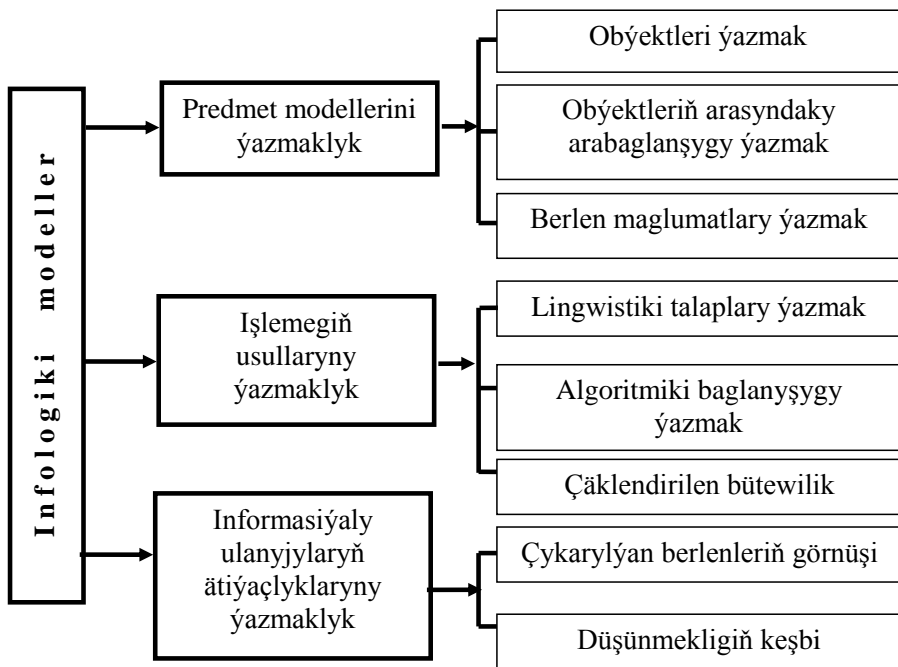 Infologiki modeller
Predmet modellerini
ýazmaklyk
Obýektleri ýazmak
Obýektleriň arasyndaky
arabaglanşygy ýazmak
Berlen maglumatlary ýazmak
Işlemegiň
usullaryny
ýazmaklyk
Lingwistiki talaplary ýazmak
Algoritmiki baglanyşygy
ýazmak
Çäklendirilen bütewilik
Informasiýaly
ulanyjylaryň
ätiýaçlyklaryny
ýazmaklyk
Çykarylýan berlenleriň görnüşi
Düşünmekligiň keşbi